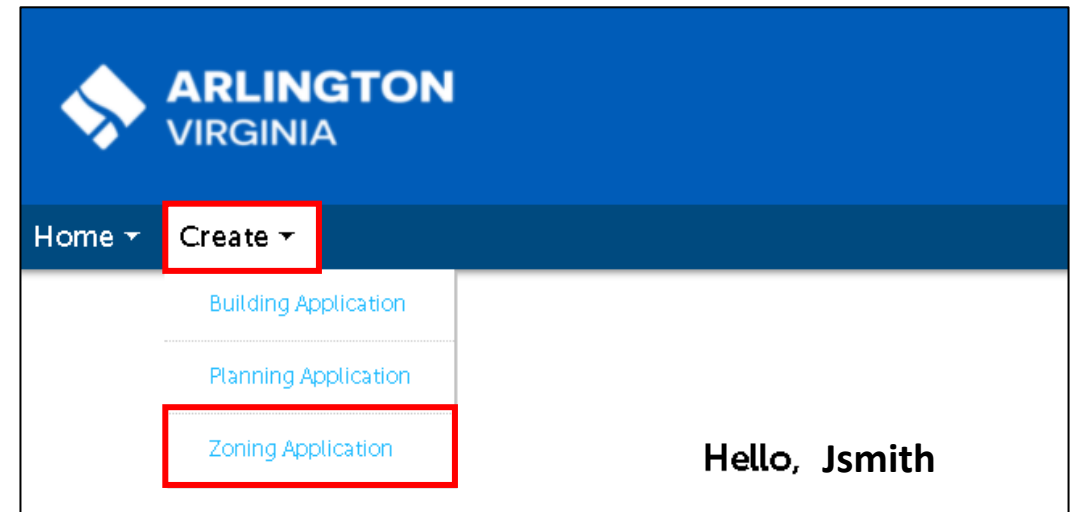 ARLINGTON
VIRGINIA
Home Create
Building Application
Planning Application
Zoning Application
Hello, Jsmith